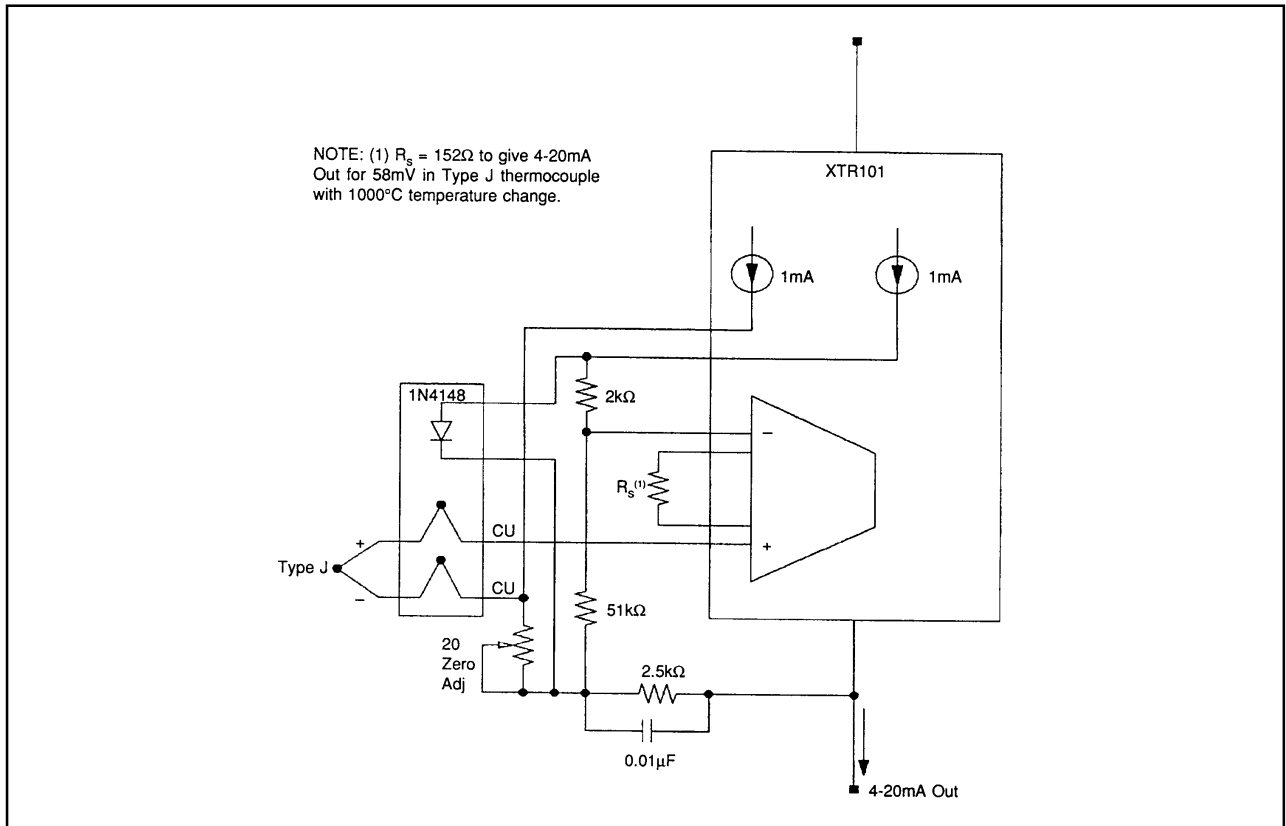 NOTE: (1) Rs = 152Ω to give 4-20mA
Out for 58mV in Type J thermocouple
with 1000°C temperature change.
XTR101
1mA
1mA
1N4148
2kΩ
−
Rs(1)
+
CU
+
Type J
−
CU
51kΩ
20
Zero
Adj
2.5kΩ
0.01µF
4-20mA Out